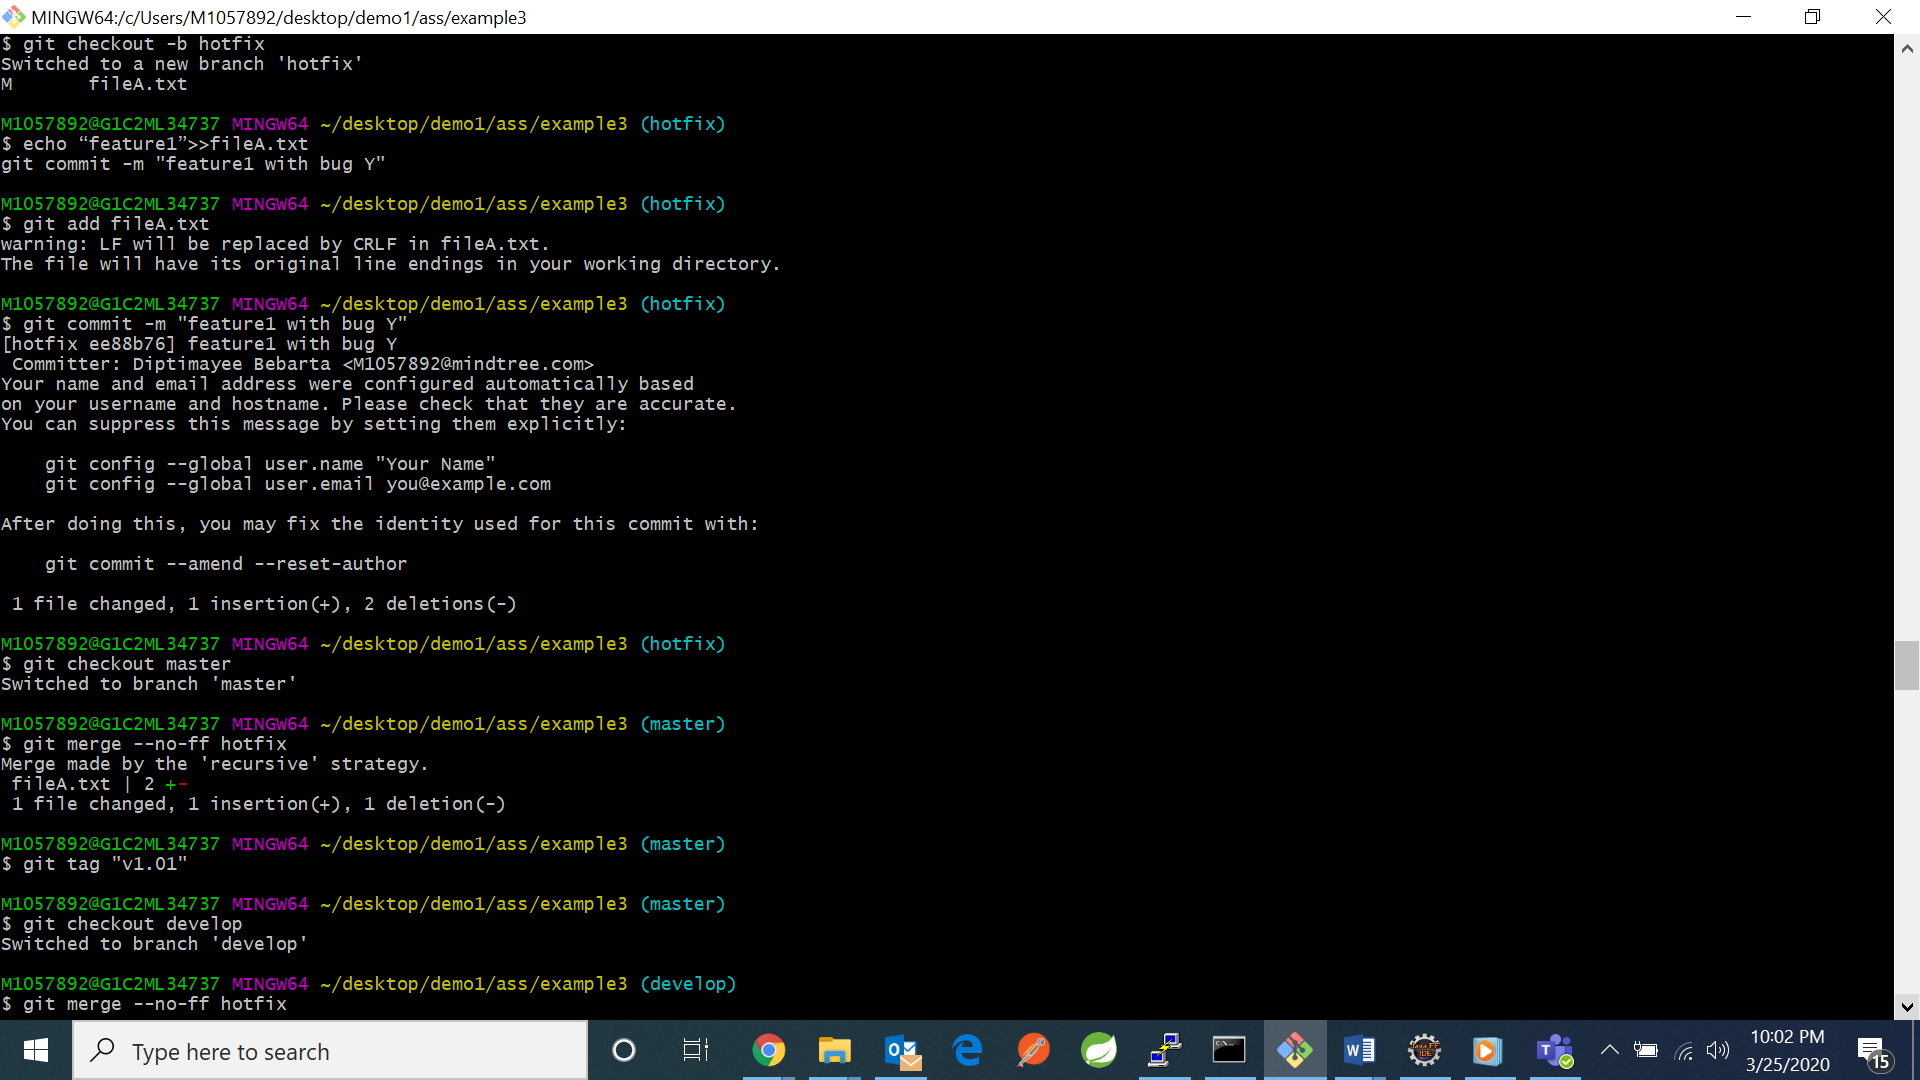 MINGW64:/c/Users/M1057892/desktop/demo1/ass/example3
$ git checkout -b hotfix
Switched to a new branch 'hotfix'
M       fileA.txt
M1057892@G1C2ML34737 MINGW64 ~/desktop/demo1/ass/example3 (hotfix)
$ echo “feature1”>>fileA.txt
git commit -m "feature1 with bug Y"
M1057892@G1C2ML34737 MINGW64 ~/desktop/demo1/ass/example3 (hotfix)
$ git add fileA.txt
warning: LF will be replaced by CRLF in fileA.txt.
The file will have its original line endings in your working directory.
M1057892@G1C2ML34737 MINGW64 ~/desktop/demo1/ass/example3 (hotfix)
$ git commit -m "feature1 with bug Y"
[hotfix ee88b76] feature1 with bug Y
 Committer: Diptimayee Bebarta <M1057892@mindtree.com>
Your name and email address were configured automatically based
on your username and hostname. Please check that they are accurate.
You can suppress this message by setting them explicitly:
    git config --global user.name "Your Name"
    git config --global user.email you@example.com
After doing this, you may fix the identity used for this commit with:
    git commit --amend --reset-author
 1 file changed, 1 insertion(+), 2 deletions(-)
M1057892@G1C2ML34737 MINGW64 ~/desktop/demo1/ass/example3 (hotfix)
$ git checkout master
Switched to branch 'master'
M1057892@G1C2ML34737 MINGW64 ~/desktop/demo1/ass/example3 (master)
$ git merge --no-ff hotfix
Merge made by the 'recursive' strategy.
 fileA.txt | 2 +-
 1 file changed, 1 insertion(+), 1 deletion(-)
M1057892@G1C2ML34737 MINGW64 ~/desktop/demo1/ass/example3 (master)
$ git tag "v1.01"
M1057892@G1C2ML34737 MINGW64 ~/desktop/demo1/ass/example3 (master)
$ git checkout develop
Switched to branch 'develop'
M1057892@G1C2ML34737 MINGW64 ~/desktop/demo1/ass/example3 (develop)
$ git merge --no-ff hotfix
Type here to search
10:02 PM
3/25/2020
15